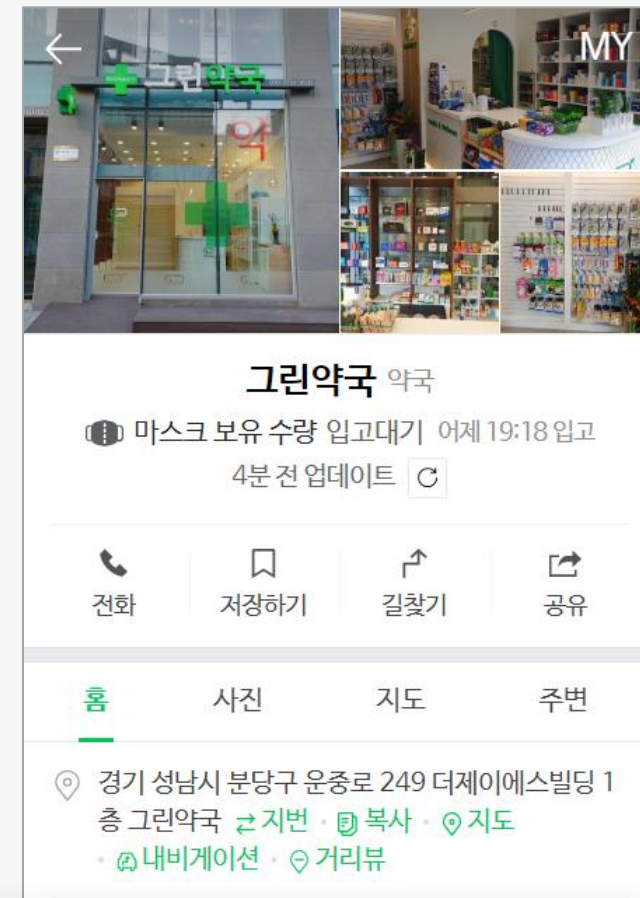 MY
그린약국
약
그린약국 약국
마스크 보유 수량 입고대기 어제 19:18 입고
4분 전 업데이트
전화 저장하기 길찾기 공유
홈 사진 지도 주변
경기 성남시 분당구 운중로 249 더제이에스빌딩 1
층 그린약국 지번 · 복사 · 지도
· 내비게이션 · 거리뷰